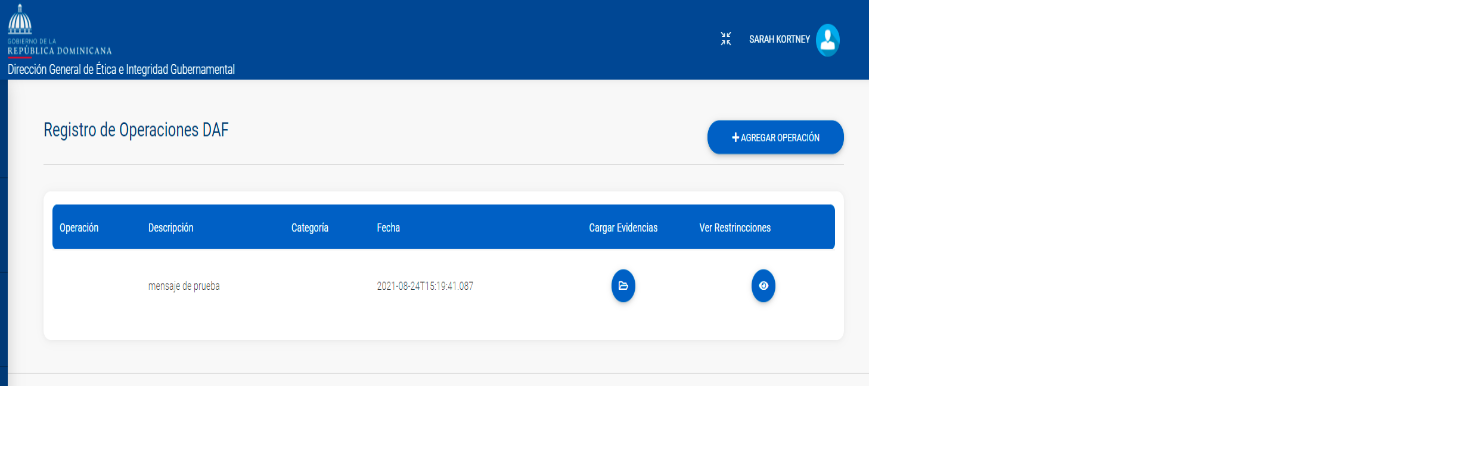 GOBIERNO DE LA
REPÚBLICA DOMINICANA
Dirección General de Ética e Integridad Gubernamental
SARAH KORTNEY
Registro de Operaciones DAF
AGREGAR OPERACIÓN
Operación Descripción Categoría Fecha Cargar Evidencias Ver Restrincciones
mensaje de prueba 2021-08-24T15:19:41.087